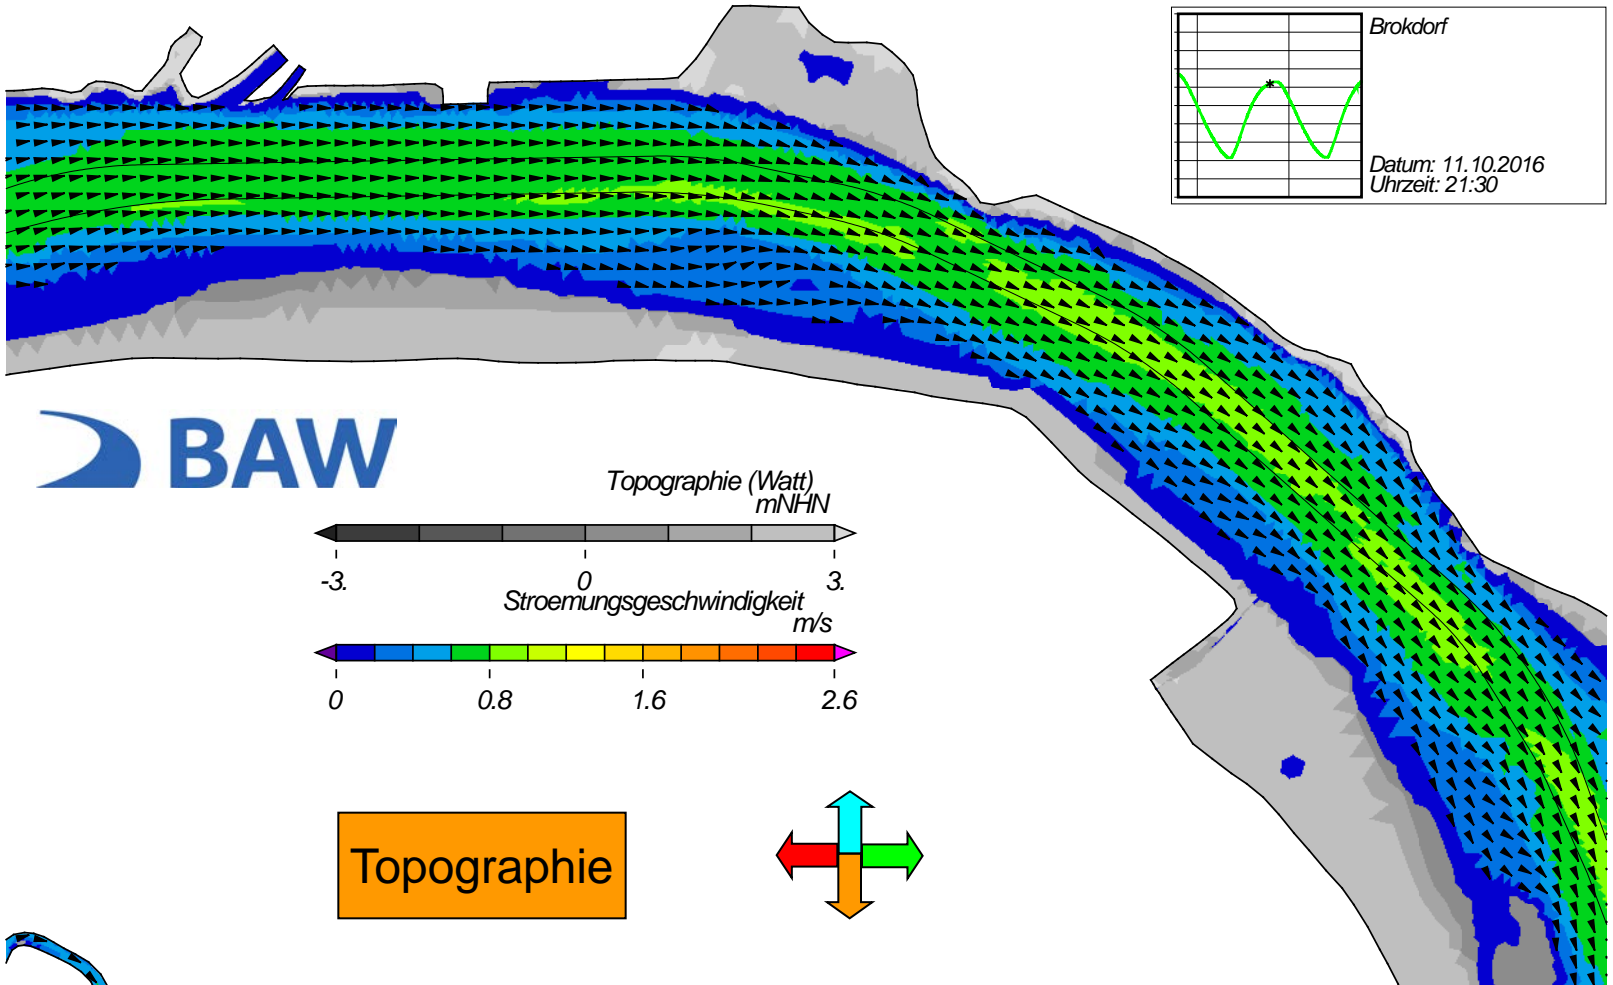 Brokdorf
Datum: 11.10.2016
Uhrzeit: 21:30
BAW
Topographie (Watt)
mNHN
-3. 0 3.
Stroemungsgeschwindigkeit
m/s
0 0.8 1.6 2.6
Topographie